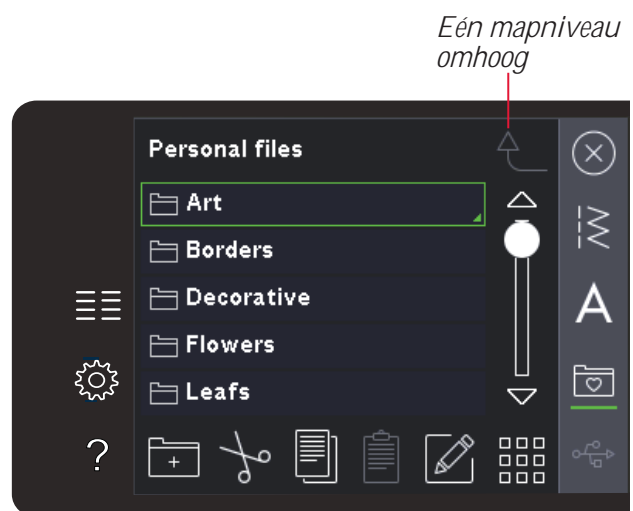 Eén mapniveau
omhoog
Personal files
Art
Borders
Decorative
Flowers
Leafs
A
?